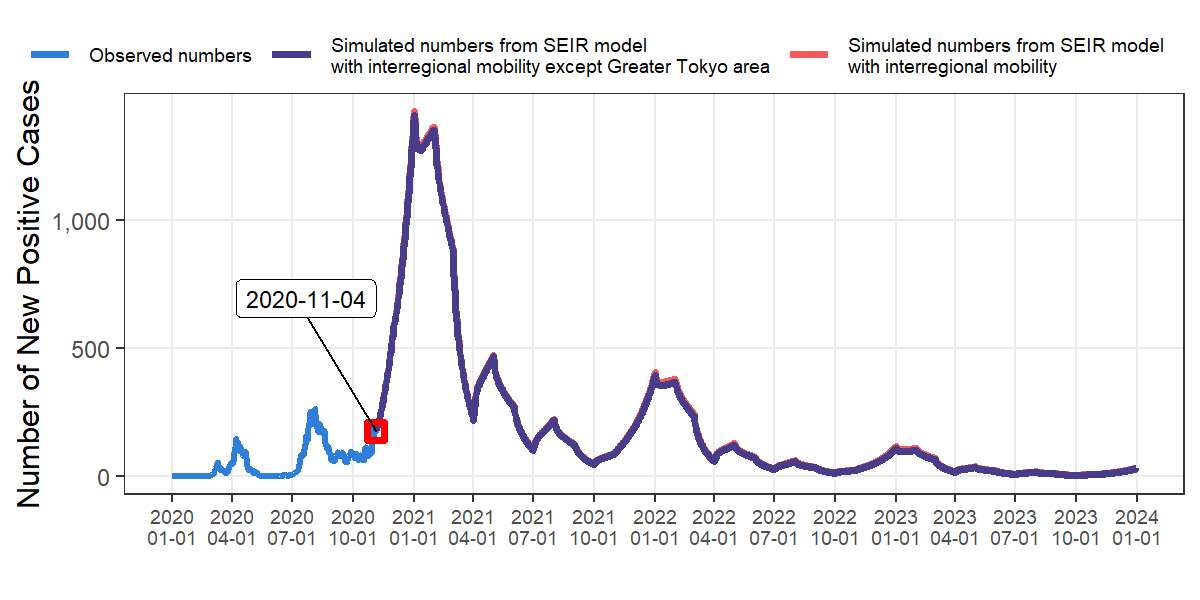 Observed numbers
Simulated numbers from SEIR model
with interregional mobility except Greater Tokyo area
Simulated numbers from SEIR model
with interregional mobility
Number of New Positive Cases
1,000
500
0
2020-11-04
2020 2020 2020 2020 2021 2021 2021 2021 2022 2022 2022 2022 2023 2023 2023 2023 2024
01-01 04-01 07-01 10-01 01-01 04-01 07-01 10-01 01-01 04-01 07-01 10-01 01-01 04-01 07-01 10-01 01-01